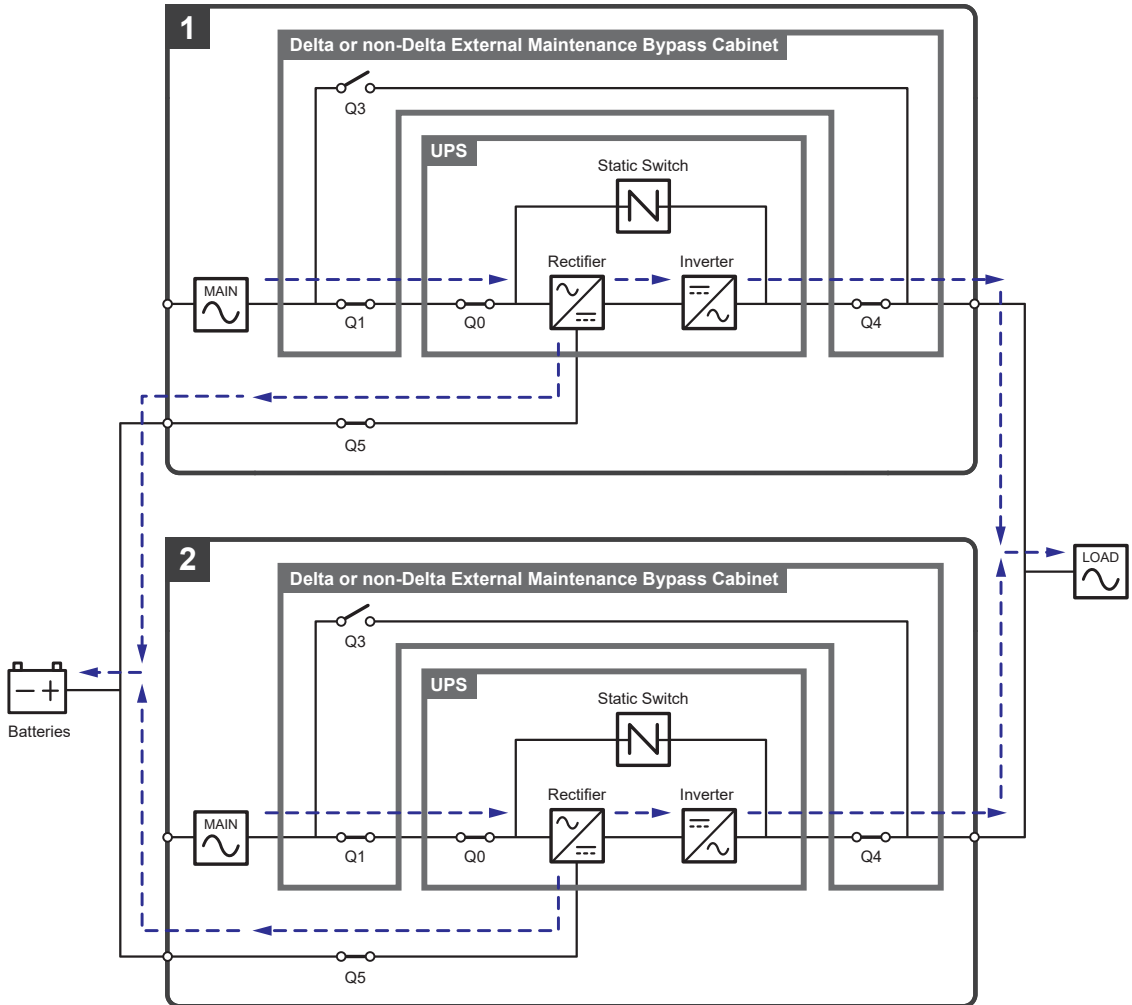 1
Delta or non-Delta External Maintenance Bypass Cabinet
Q3
UPS
Static Switch
Rectifier
Inverter
MAIN
Q1
Q0
Q4
Q5
2
Delta or non-Delta External Maintenance Bypass Cabinet
LOAD
Q3
UPS
Static Switch
Batteries
Rectifier
Inverter
MAIN
Q1
Q0
Q4
Q5